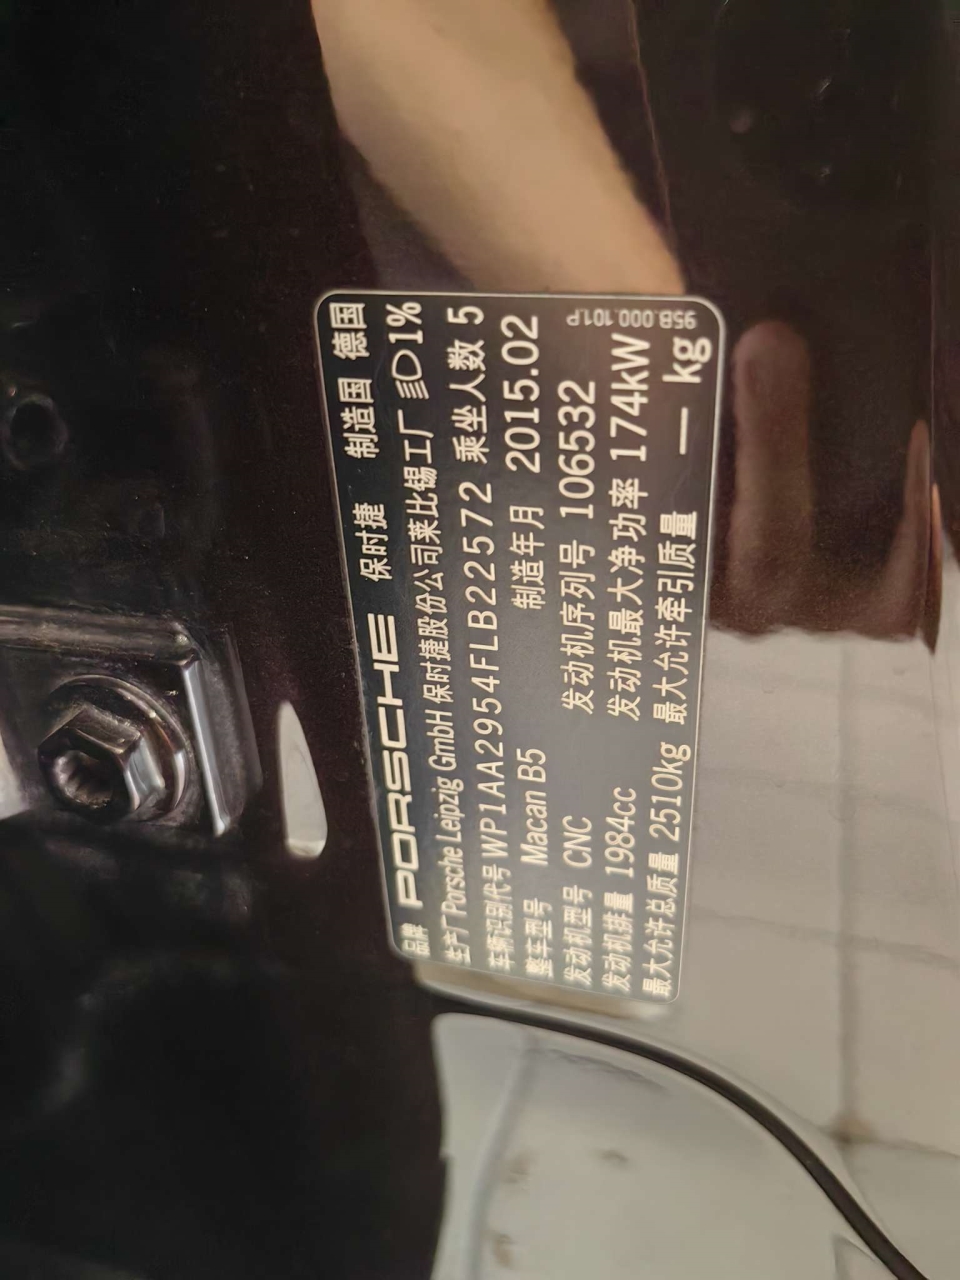 品牌 PORSCHE 保时捷 制造国 德国
生产厂 Porsche Leipzig GmbH 保时捷股份公司莱比锡工厂 1%
车辆识别代号 WP1AA2954FLB22572 乘坐人数 5
整车型号 Macan B5 制造年月 2015.02
发动机型号 CNC 发动机序列号 106532
发动机排量 1984cc 发动机最大净功率 174kW
最大允许总质量 2510kg 最大允许牵引质量 — kg
95B.000.101.P